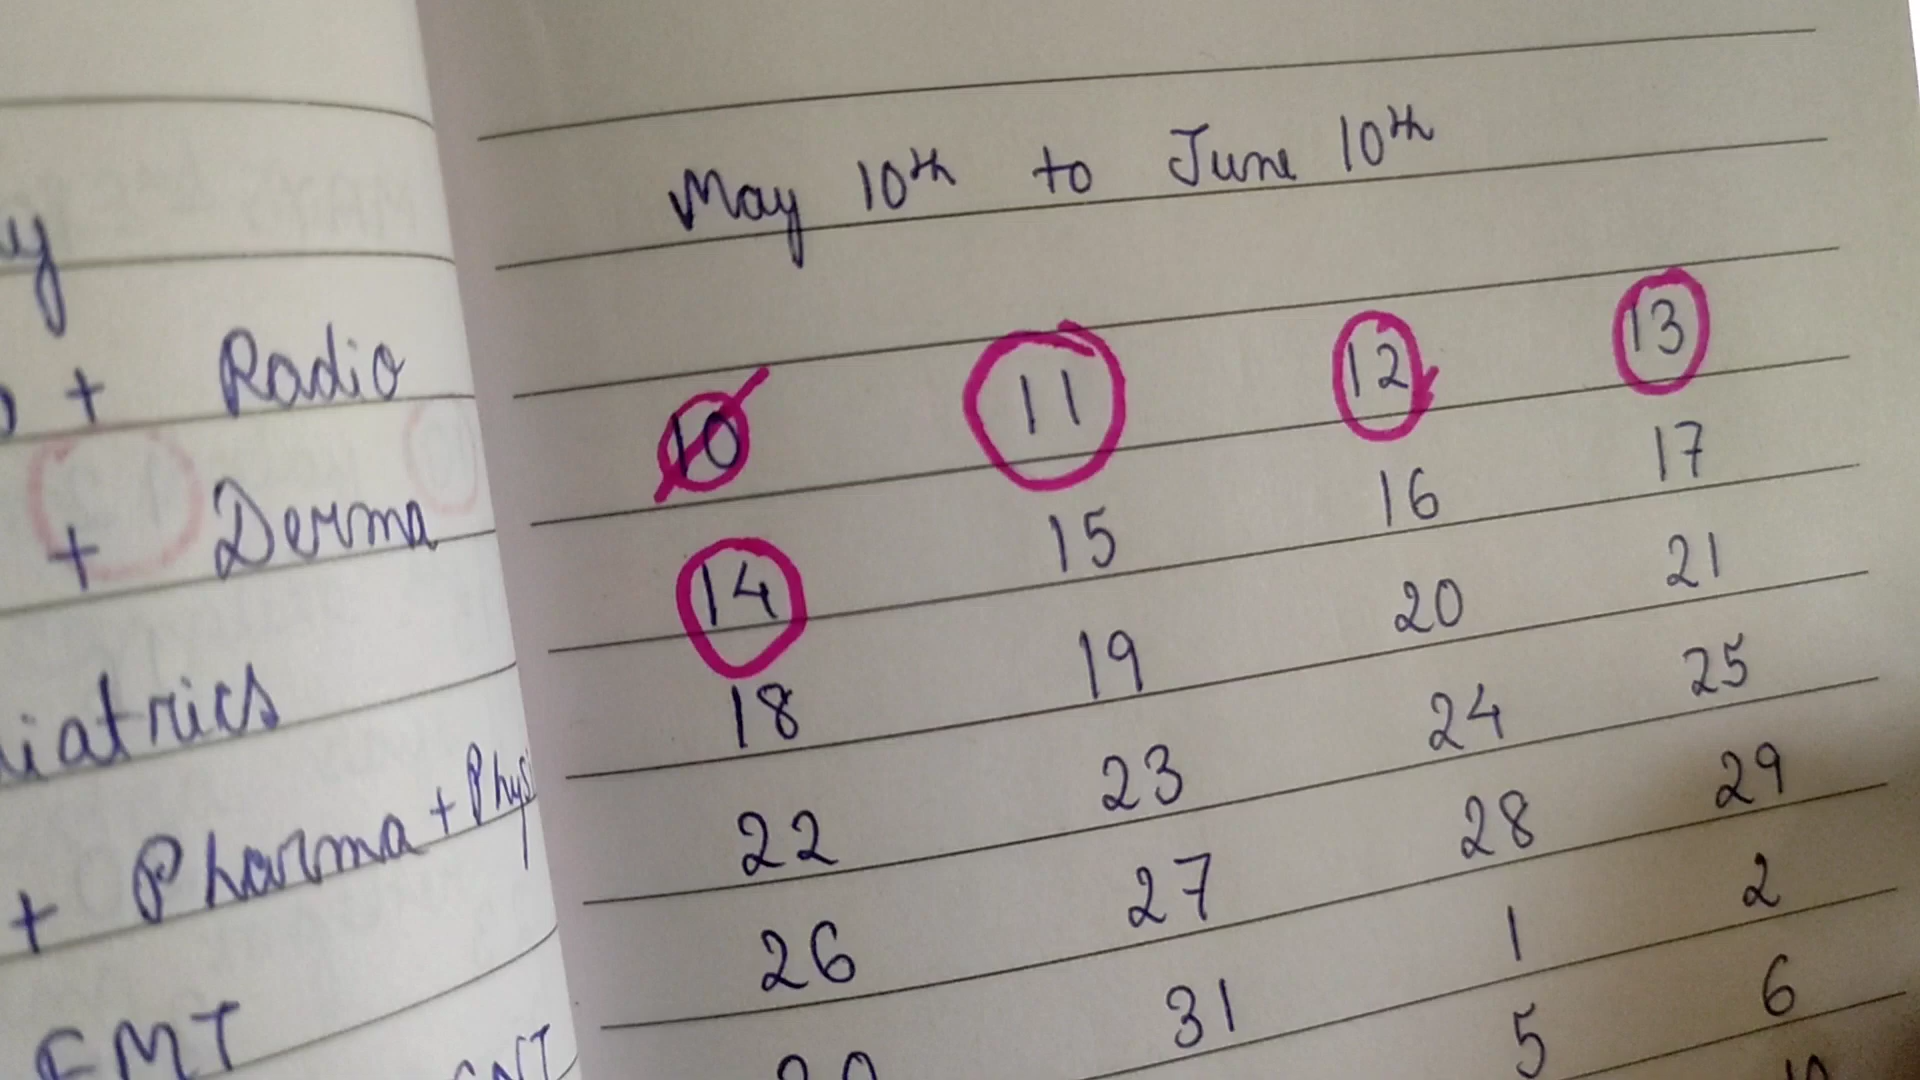 + Radio
+ Derma
iatrics
+ Pharma + Phys
FMT
May 10th to June 10th
10 11 12 13
14 15 16 17
18 19 20 21
22 23 24 25
26 27 28 29
31 1 2
5 6